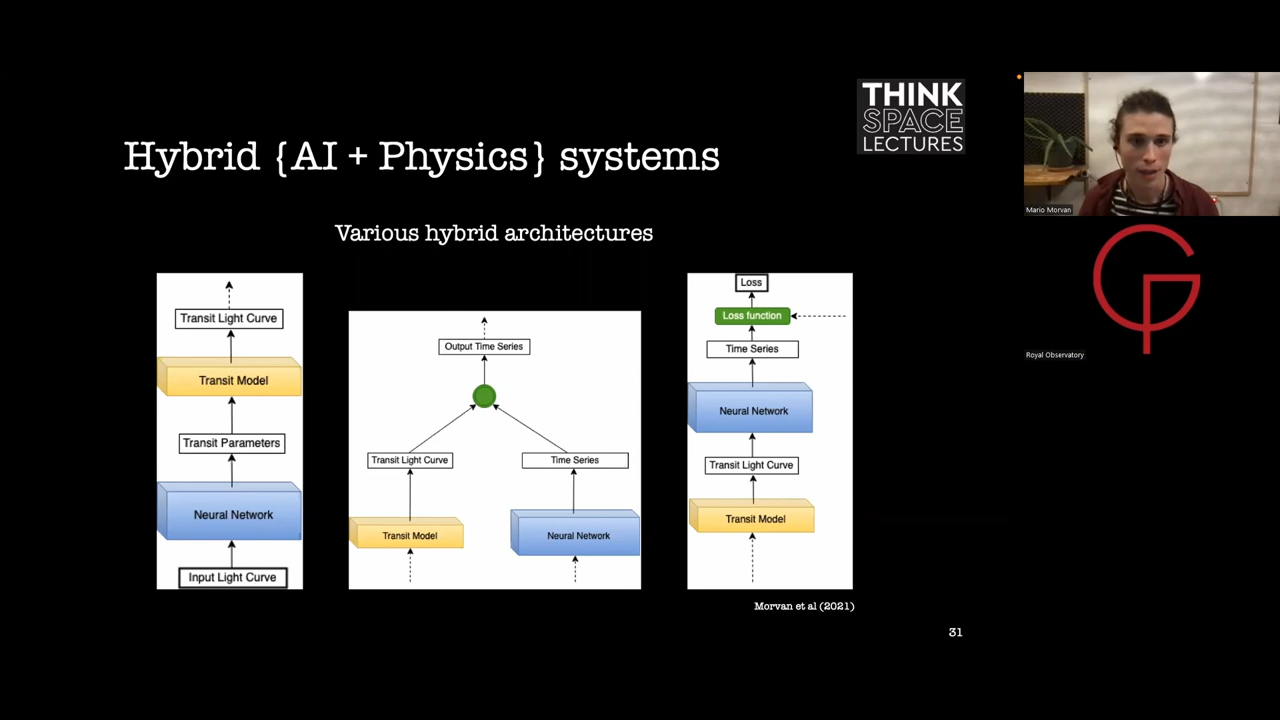 THINK
SPACE
LECTURES
Hybrid {AI + Physics} systems
Various hybrid architectures
Transit Light Curve
Transit Model
Transit Parameters
Neural Network
Input Light Curve
Output Time Series
Transit Light Curve
Time Series
Transit Model
Neural Network
Loss
Loss function
Time Series
Neural Network
Transit Light Curve
Transit Model
Morvan et al (2021)
31
Mario Morvan
Royal Observatory